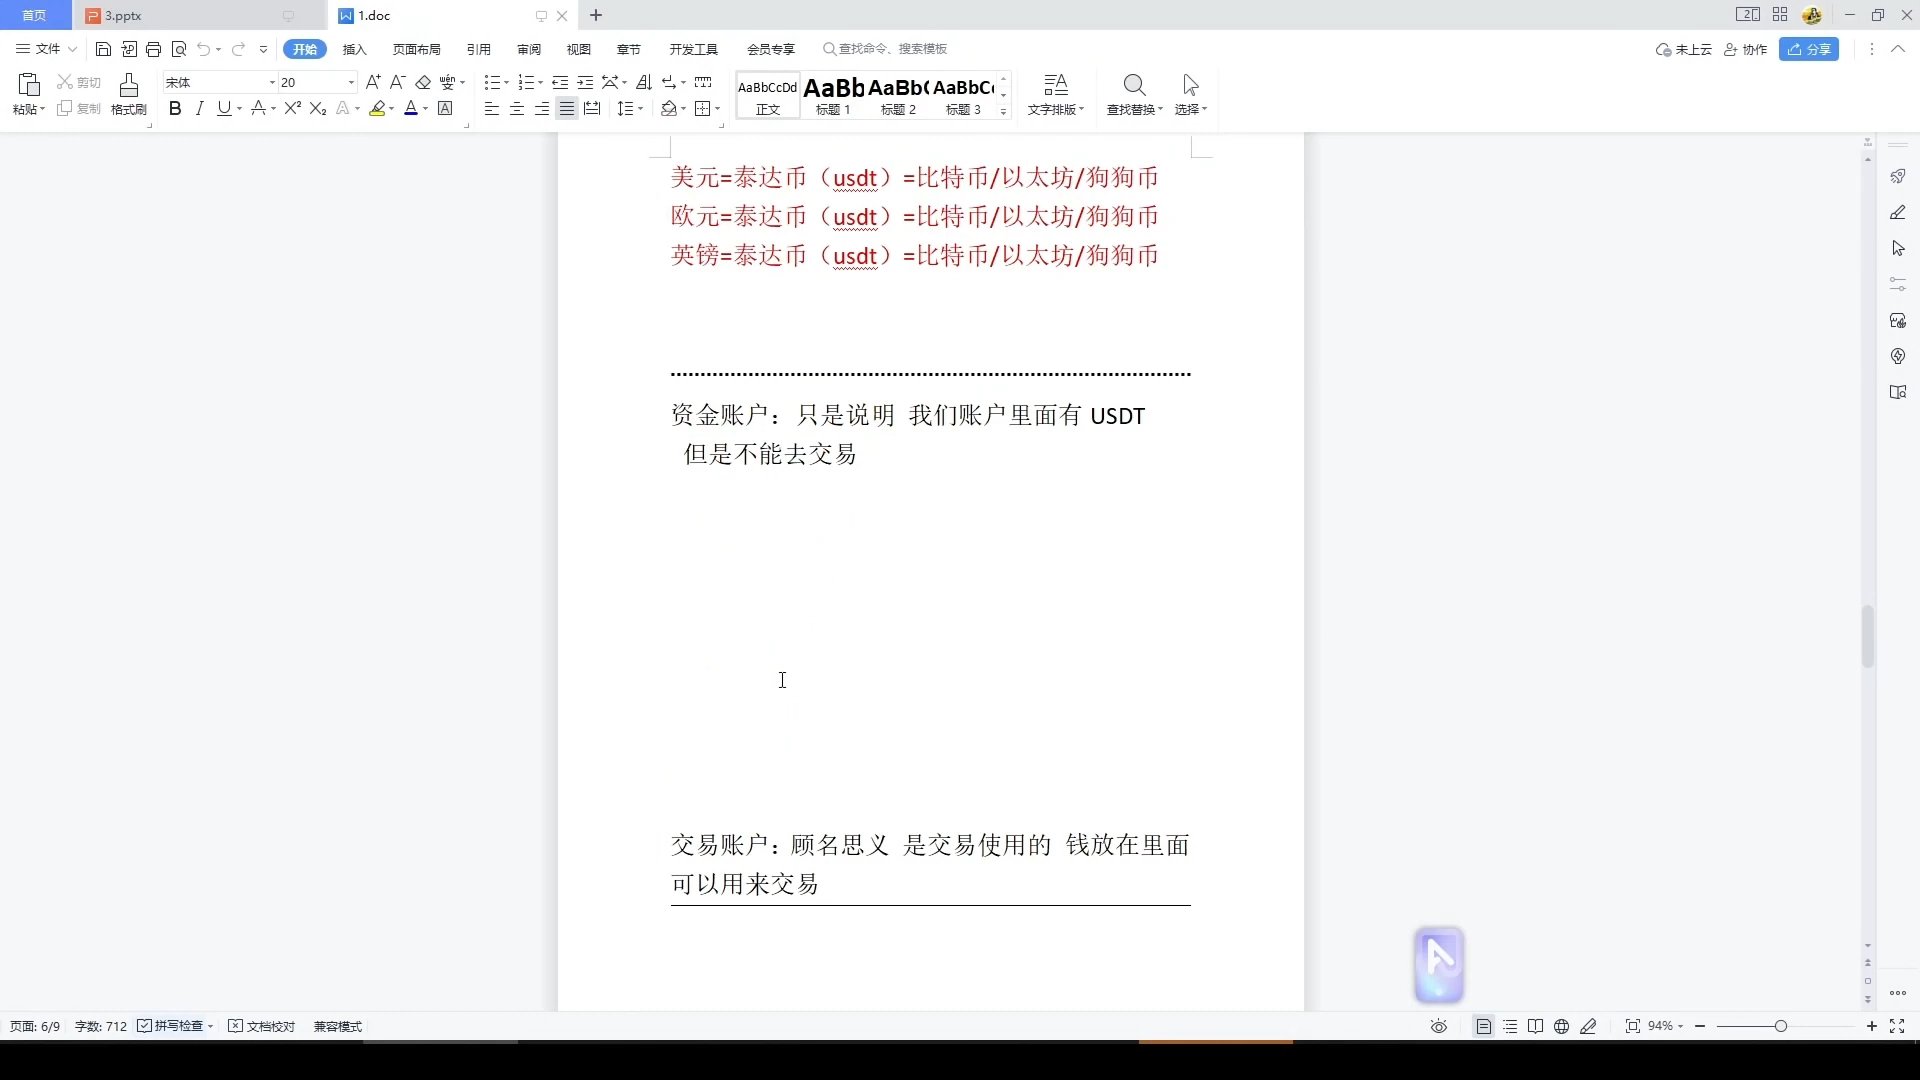 首页
3.pptx
1.doc
文件
开始
插入
页面布局
引用
审阅
视图
章节
开发工具
会员专享
查找命令、搜索模板
未上云
协作
分享
粘贴
剪切
复制
格式刷
宋体
20
AaBbCcDd
正文
AaBb
标题 1
AaBb(
标题 2
AaBbC
标题 3
文字排版
查找替换
选择
美元=泰达币（usdt）=比特币/以太坊/狗狗币
欧元=泰达币（usdt）=比特币/以太坊/狗狗币
英镑=泰达币（usdt）=比特币/以太坊/狗狗币
资金账户：只是说明 我们账户里面有 USDT
但是不能去交易
交易账户：顾名思义 是交易使用的 钱放在里面
可以用来交易
页面: 6/9
字数: 712
拼写检查
文档校对
兼容模式
94%